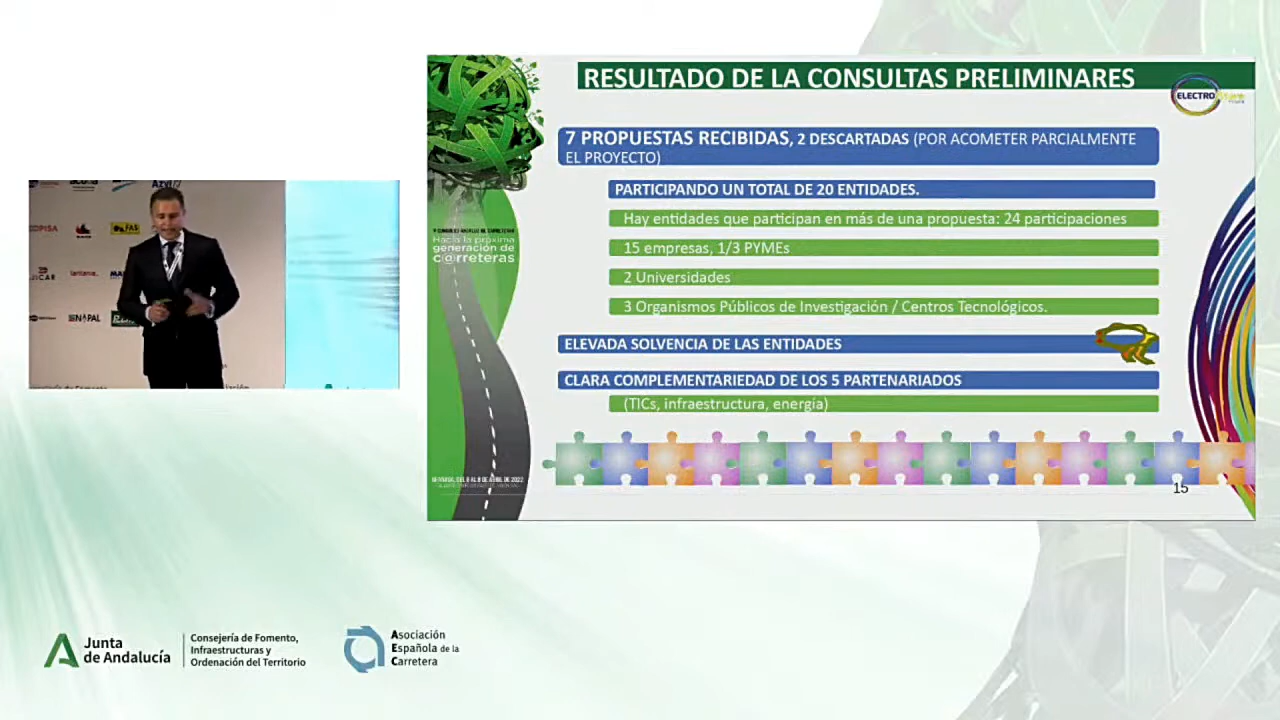 RESULTADO DE LA CONSULTAS PRELIMINARES
ELECTRO
7 PROPUESTAS RECIBIDAS, 2 DESCARTADAS (POR ACOMETER PARCIALMENTE
EL PROYECTO)
PARTICIPANDO UN TOTAL DE 20 ENTIDADES.
Hay entidades que participan en más de una propuesta: 24 participaciones
15 empresas, 1/3 PYMEs
2 Universidades
3 Organismos Públicos de Investigación / Centros Tecnológicos.
ELEVADA SOLVENCIA DE LAS ENTIDADES
CLARA COMPLEMENTARIEDAD DE LOS 5 PARTENARIADOS
(TICs, infraestructura, energía)
15
Hacia la próxima
generación de
c@rreteras
Junta
de Andalucía
Consejería de Fomento,
Infraestructuras y
Ordenación del Territorio
Asociación
Española de la
Carretera